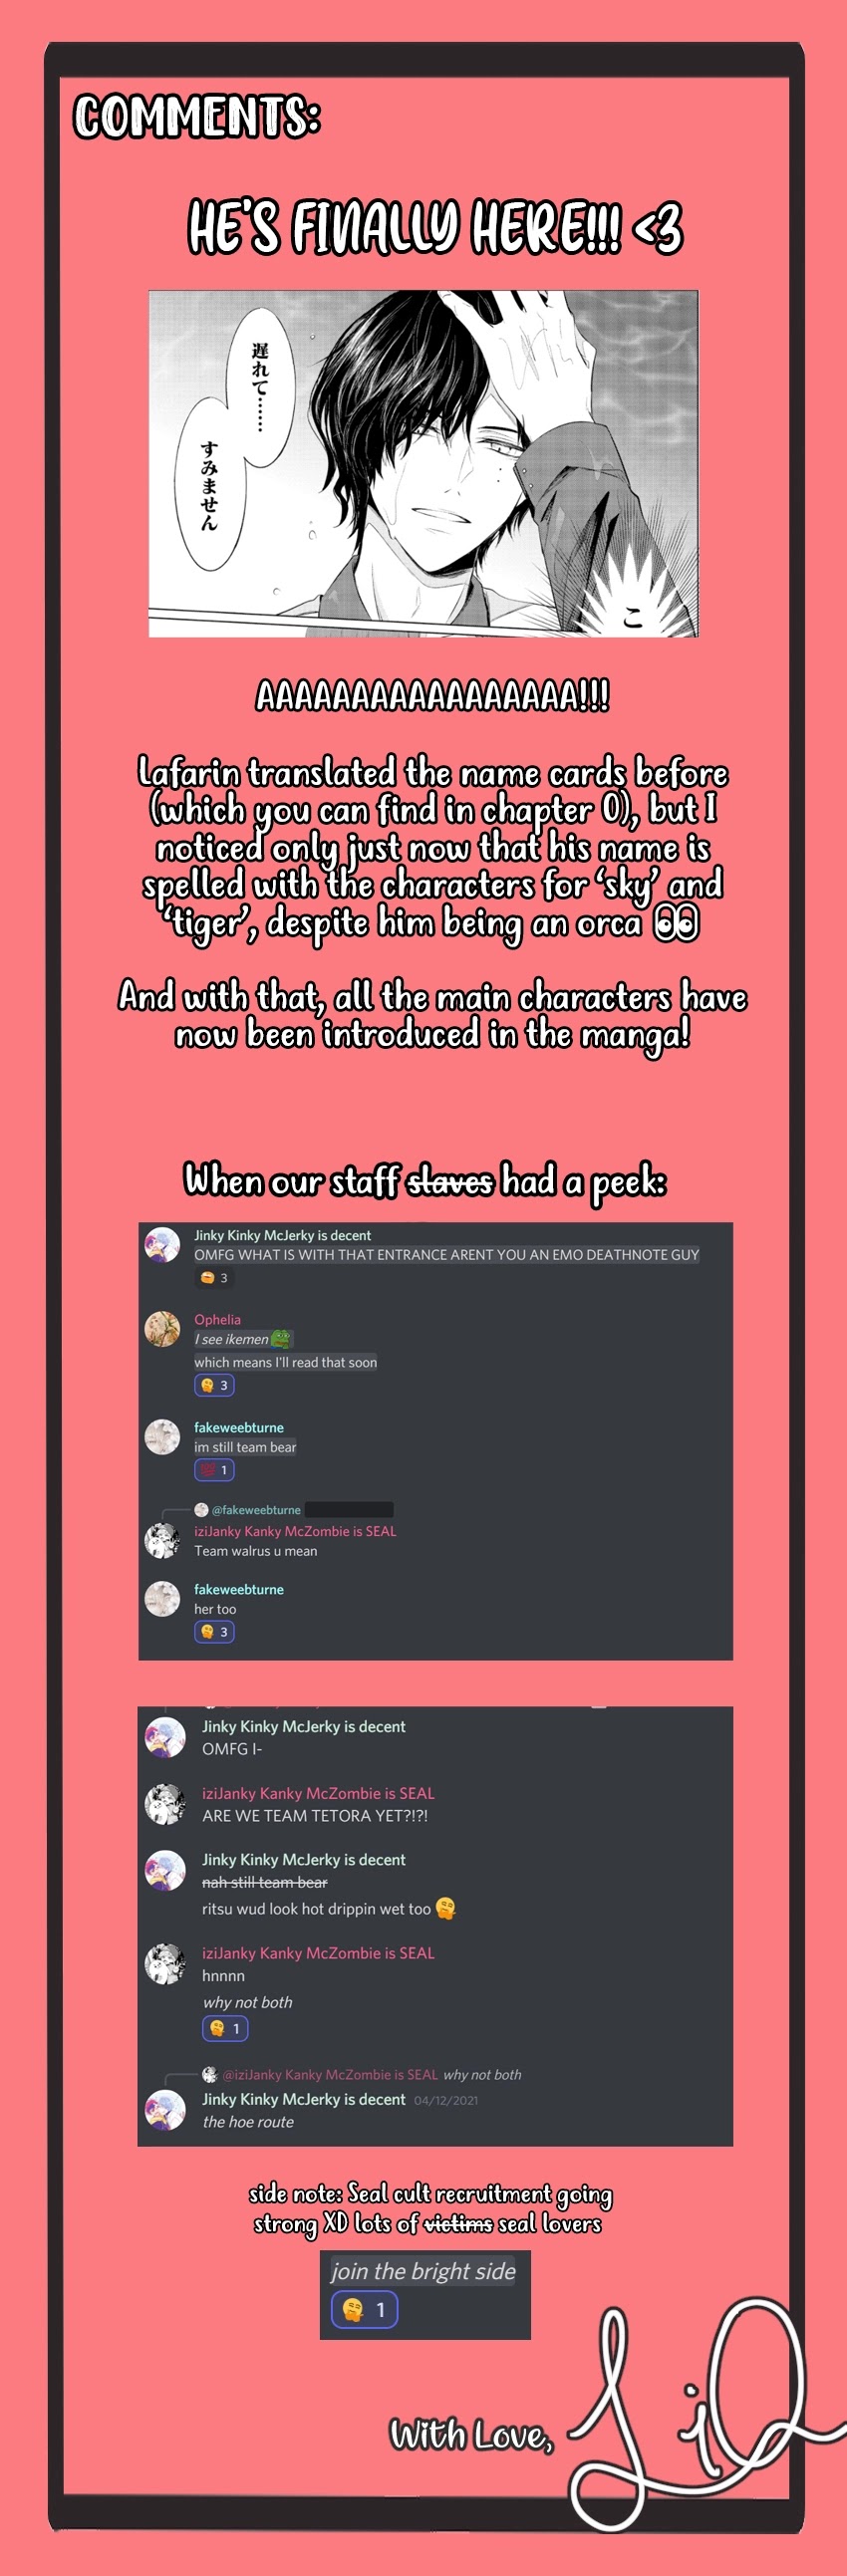 COMMENTS:
HE'S FINALLY HERE!!! <3
遅れて……
すみません
こ
AAAAAAAAAAAAAAAAA!!!
Lafarin translated the name cards before
(which you can find in chapter 0), but I
noticed only just now that his name is
spelled with the characters for 'sky' and
'tiger', despite him being an orca 👀
And with that, all the main characters have
now been introduced in the manga!
When our staff slaves had a peek:
Jinky Kinky McJerky is decent
OMFG WHAT IS WITH THAT ENTRANCE ARENT YOU AN EMO DEATHNOTE GUY
3
Ophelia
I see ikemen
which means I'll read that soon
3
fakeweebturne
im still team bear
💯 1
@fakeweebturne
iziJanky Kanky McZombie is SEAL
Team walrus u mean
fakeweebturne
her too
3
Jinky Kinky McJerky is decent
OMFG I-
iziJanky Kanky McZombie is SEAL
ARE WE TEAM TETORA YET?!?!
Jinky Kinky McJerky is decent
nah still team bear
ritsu wud look hot drippin wet too
iziJanky Kanky McZombie is SEAL
hnnnn
why not both
1
@iziJanky Kanky McZombie is SEAL why not both
Jinky Kinky McJerky is decent 04/12/2021
the hoe route
side note: Seal cult recruitment going
strong XD lots of victims seal lovers
join the bright side
1
With Love,